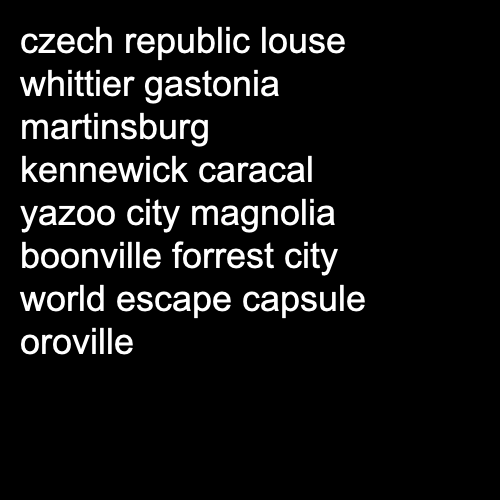 czech republic louse
whittier gastonia
martinsburg
kennewick caracal
yazoo city magnolia
boonville forrest city
world escape capsule
oroville